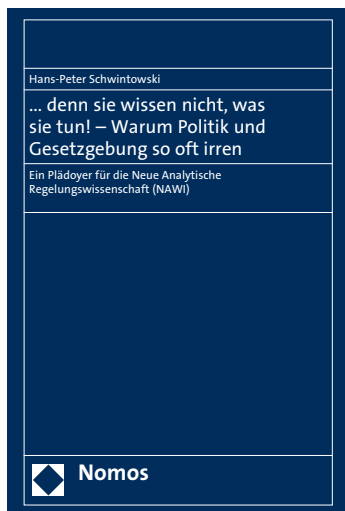 Hans-Peter Schwintowski
... denn sie wissen nicht, was
sie tun! – Warum Politik und
Gesetzgebung so oft irren
Ein Plädoyer für die Neue Analytische
Regelungswissenschaft (NAWI)
Nomos